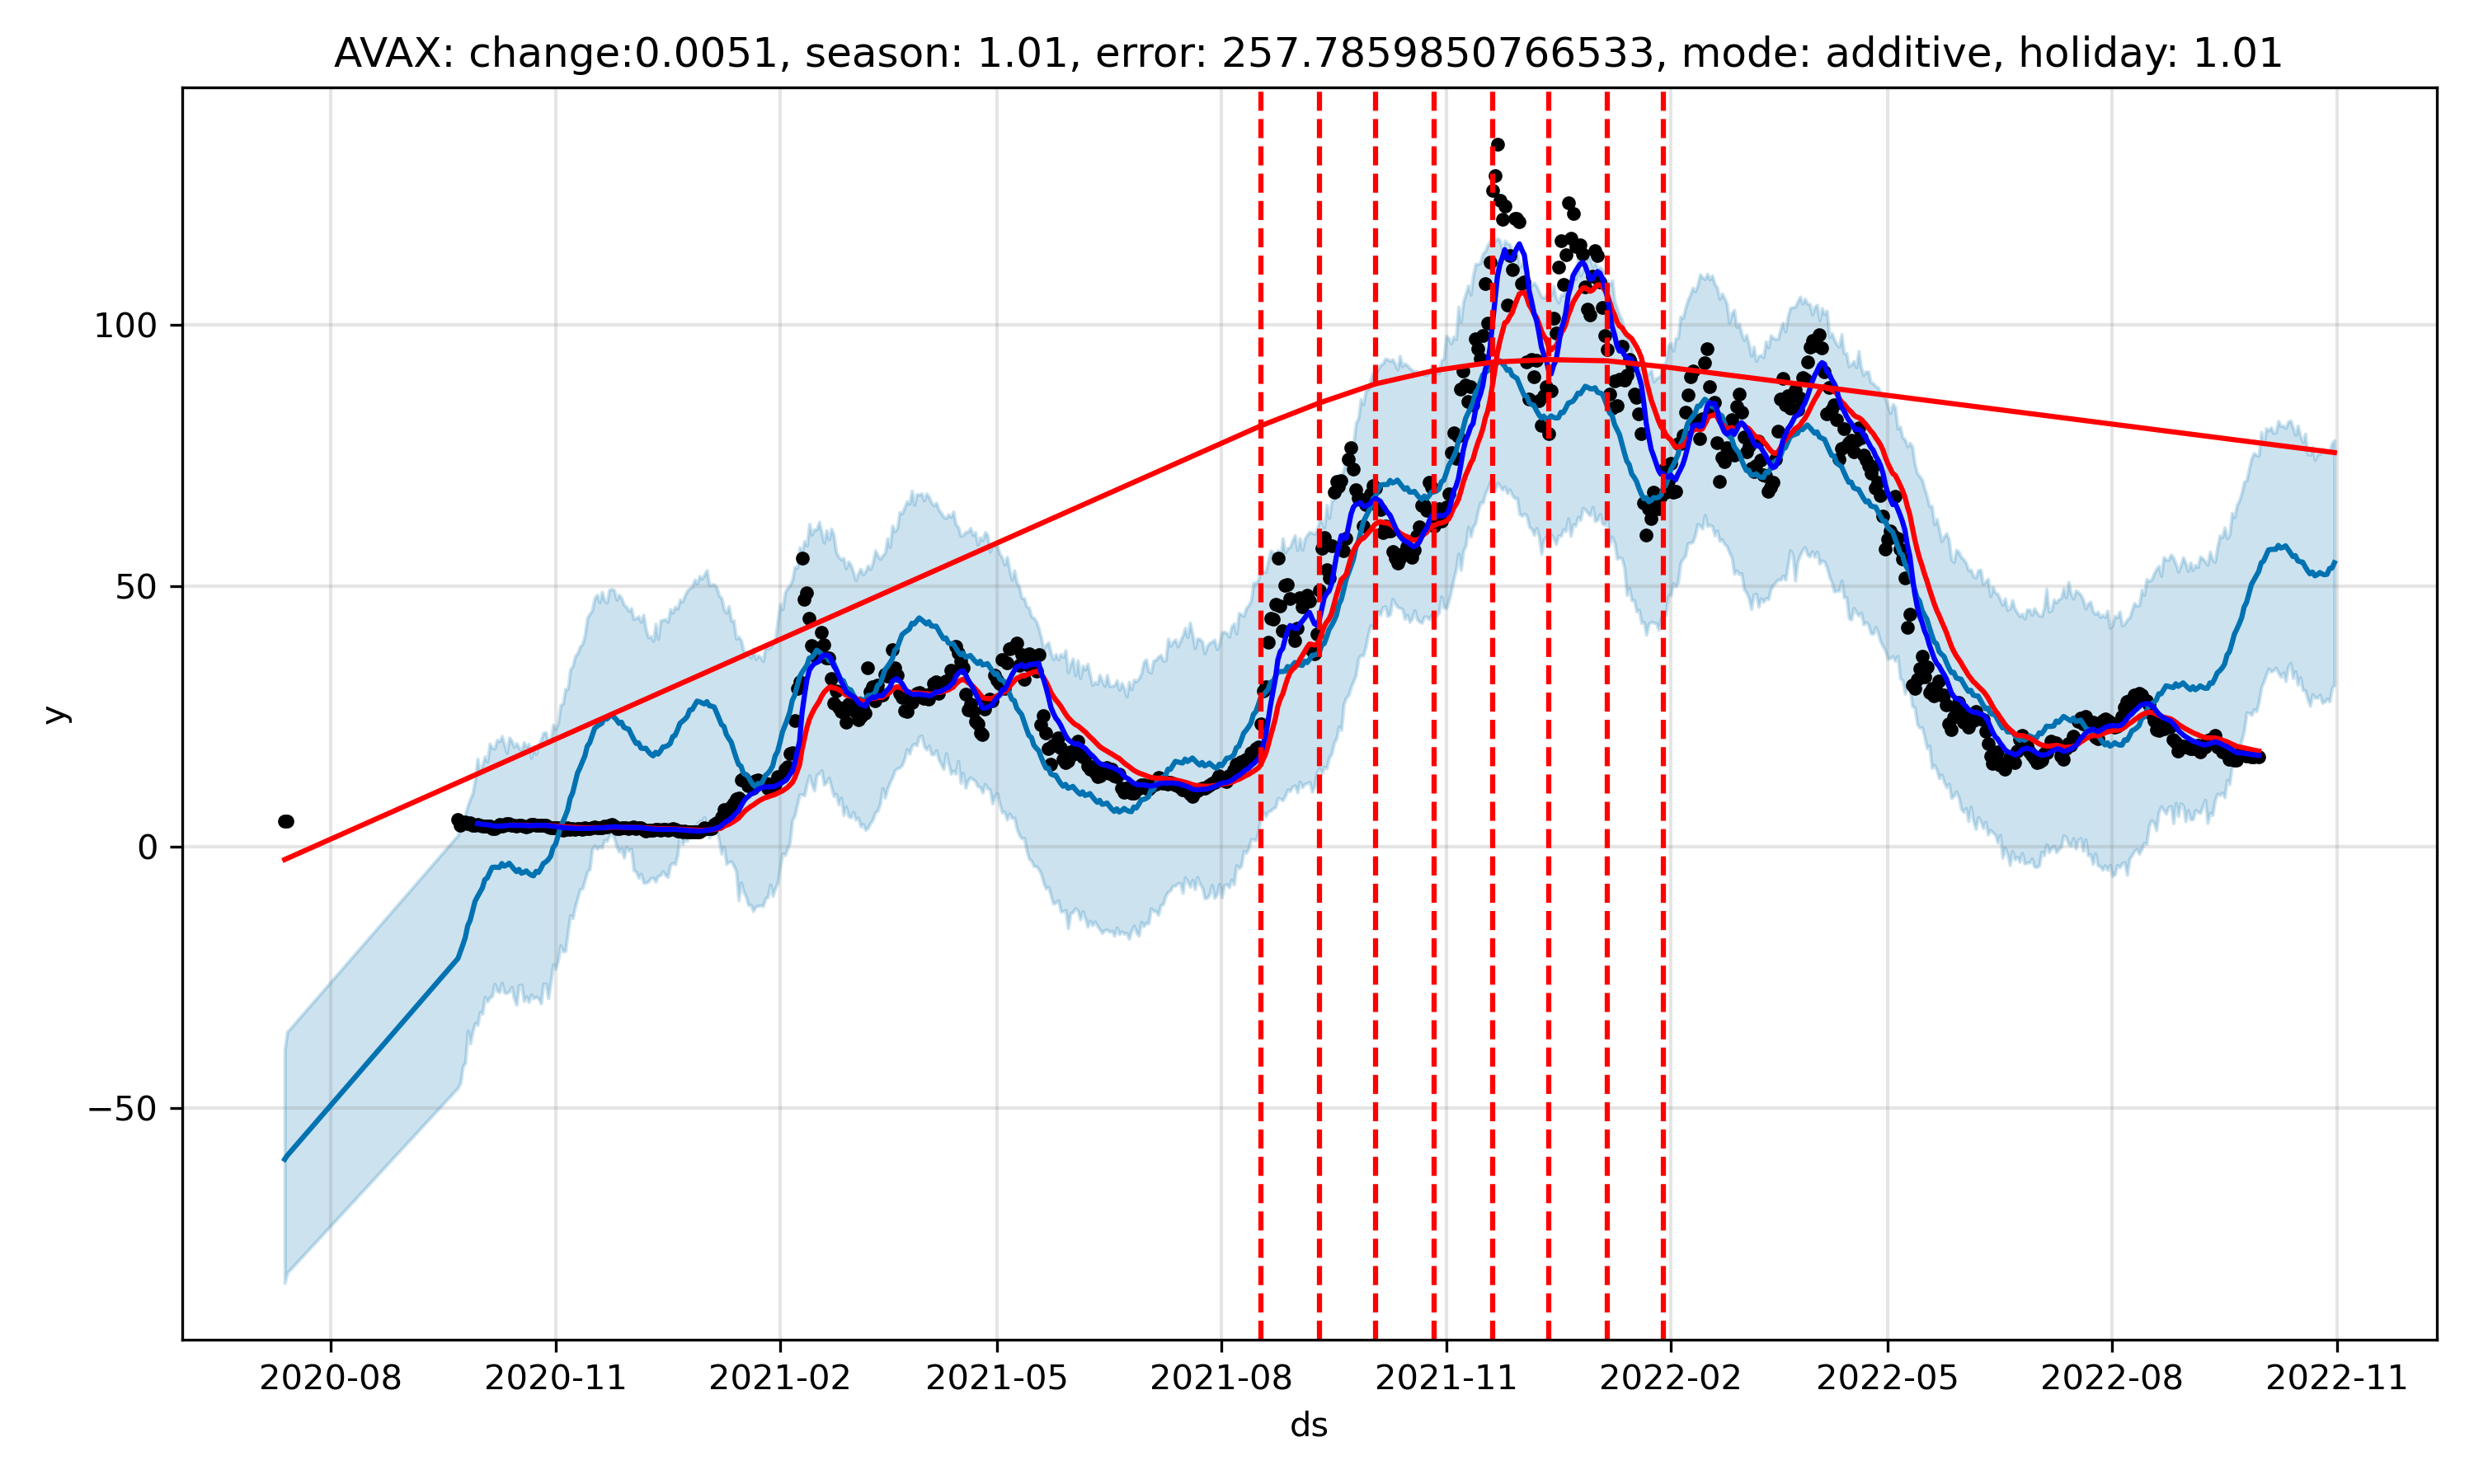 AVAX: change:0.0051, season: 1.01, error: 257.7859850766533, mode: additive, holiday: 1.01
y
100
50
0
−50
2020-08 2020-11 2021-02 2021-05 2021-08 2021-11 2022-02 2022-05 2022-08 2022-11
ds